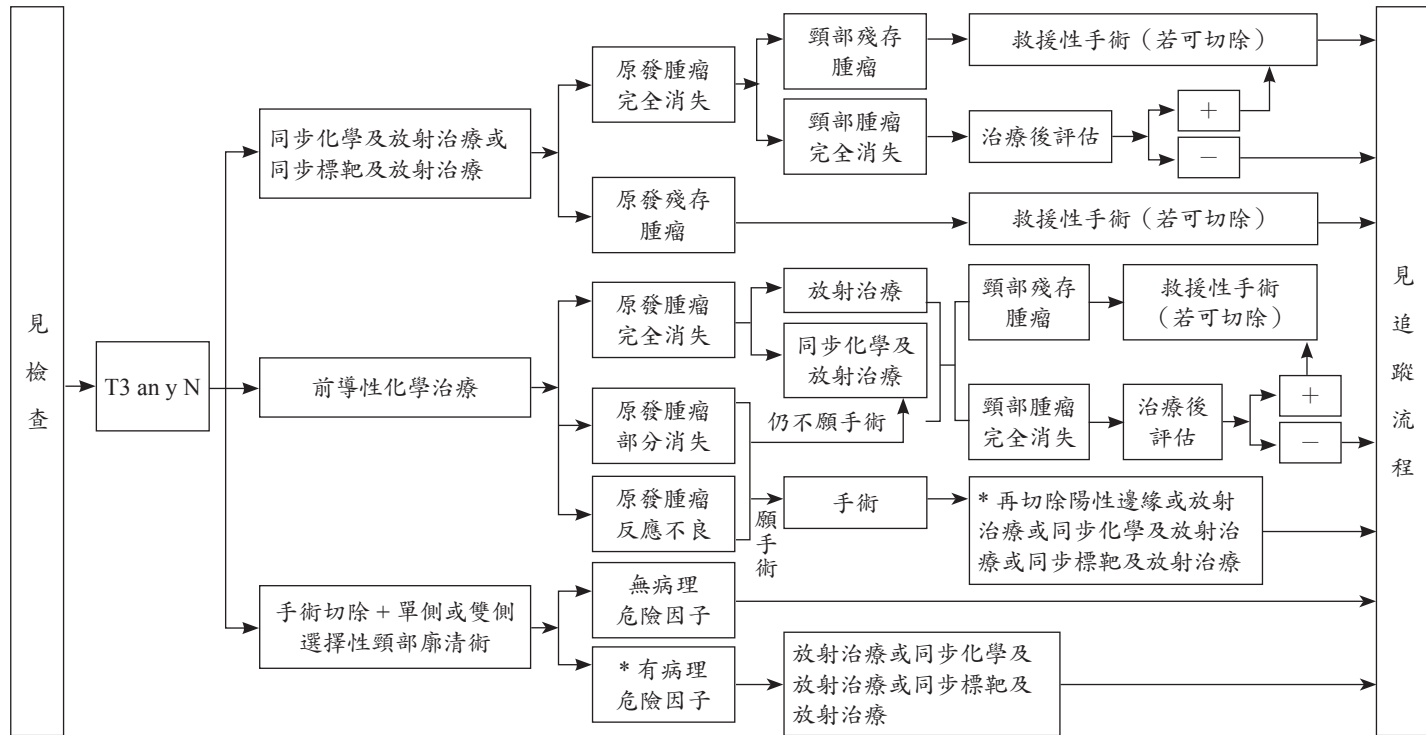 見檢查
T3 an y N
同步化學及放射治療或
同步標靶及放射治療
原發腫瘤
完全消失
頸部殘存
腫瘤
救援性手術（若可切除）
頸部腫瘤
完全消失
治療後評估
+
−
原發殘存
腫瘤
救援性手術（若可切除）
前導性化學治療
原發腫瘤
完全消失
放射治療
同步化學及
放射治療
頸部殘存
腫瘤
救援性手術
（若可切除）
頸部腫瘤
完全消失
治療後
評估
+
−
原發腫瘤
部分消失
仍不願手術
原發腫瘤
反應不良
願手術
手術
* 再切除陽性邊緣或放射
治療或同步化學及放射治
療或同步標靶及放射治療
手術切除 + 單側或雙側
選擇性頸部廓清術
無病理
危險因子
* 有病理
危險因子
放射治療或同步化學及
放射治療或同步標靶及
放射治療
見追蹤流程